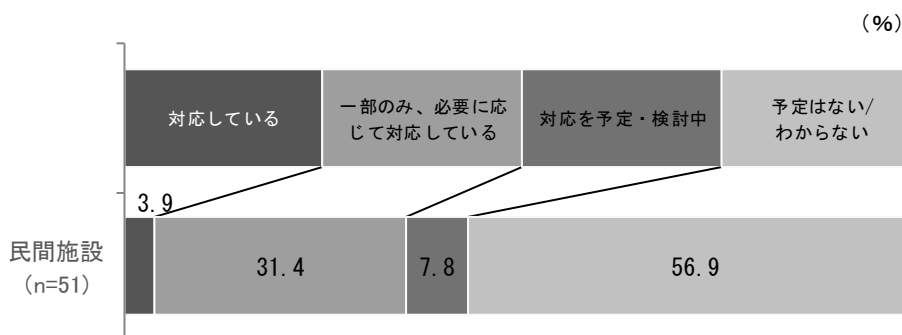 （%）
対応している
一部のみ、必要に応
じて対応している
対応を予定・検討中
予定はない/
わからない
3.9
民間施設
（n=51）
31.4
7.8
56.9